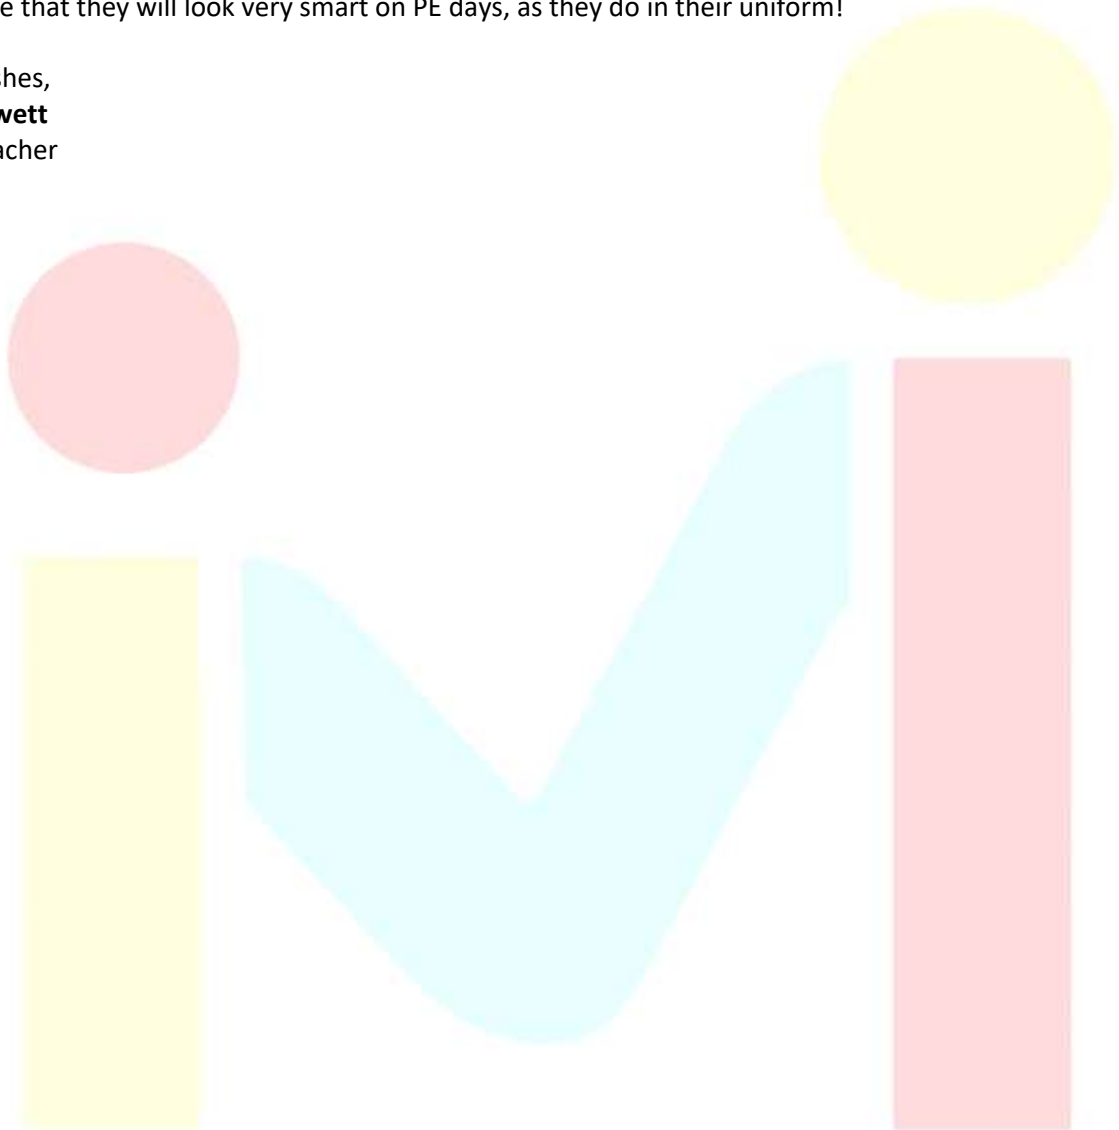 e that they will look very smart on PE days, as they do in their uniform!
shes,
wett
acher